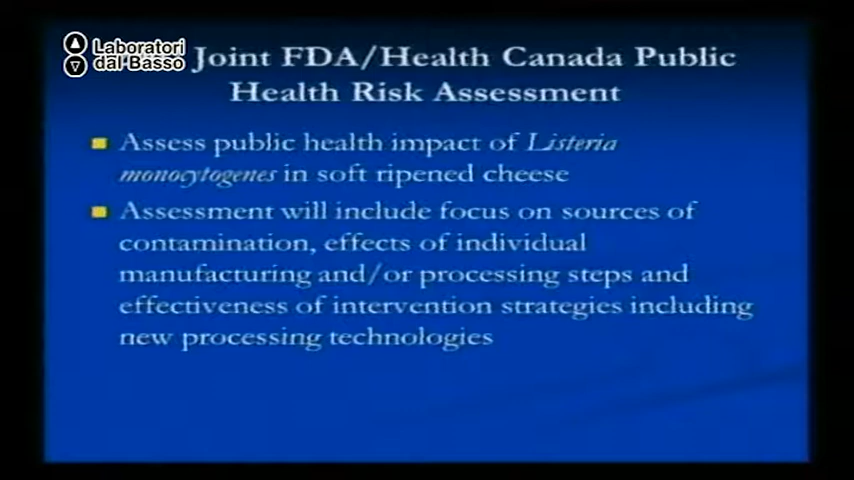 Laboratori
dal Basso
Joint FDA/Health Canada Public
Health Risk Assessment
Assess public health impact of Listeria
monocytogenes in soft ripened cheese
Assessment will include focus on sources of
contamination, effects of individual
manufacturing and/or processing steps and
effectiveness of intervention strategies including
new processing technologies